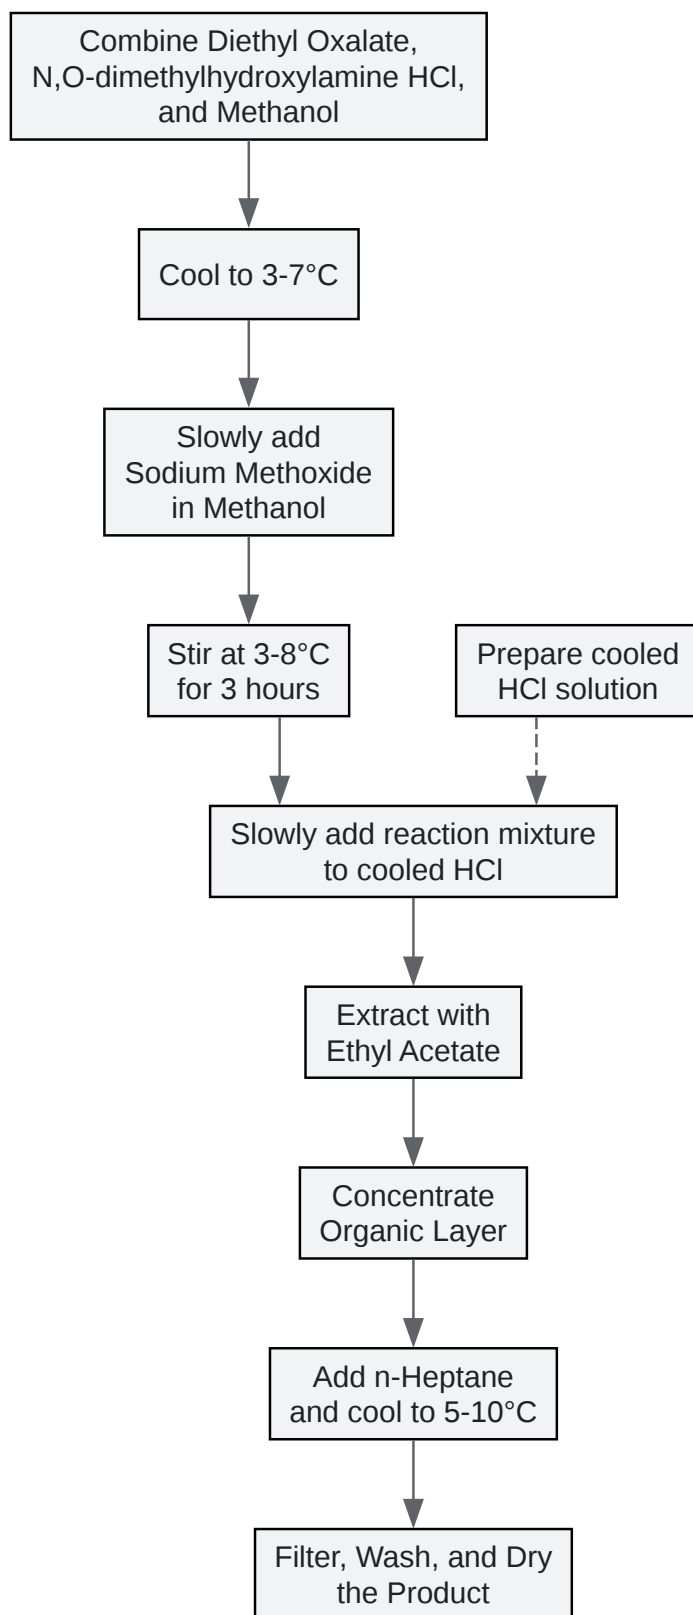 Combine Diethyl Oxalate,
N,O-dimethylhydroxylamine HCl,
and Methanol
Cool to 3-7°C
Slowly add
Sodium Methoxide
in Methanol
Stir at 3-8°C
for 3 hours
Prepare cooled
HCl solution
Slowly add reaction mixture
to cooled HCl
Extract with
Ethyl Acetate
Concentrate
Organic Layer
Add n-Heptane
and cool to 5-10°C
Filter, Wash, and Dry
the Product